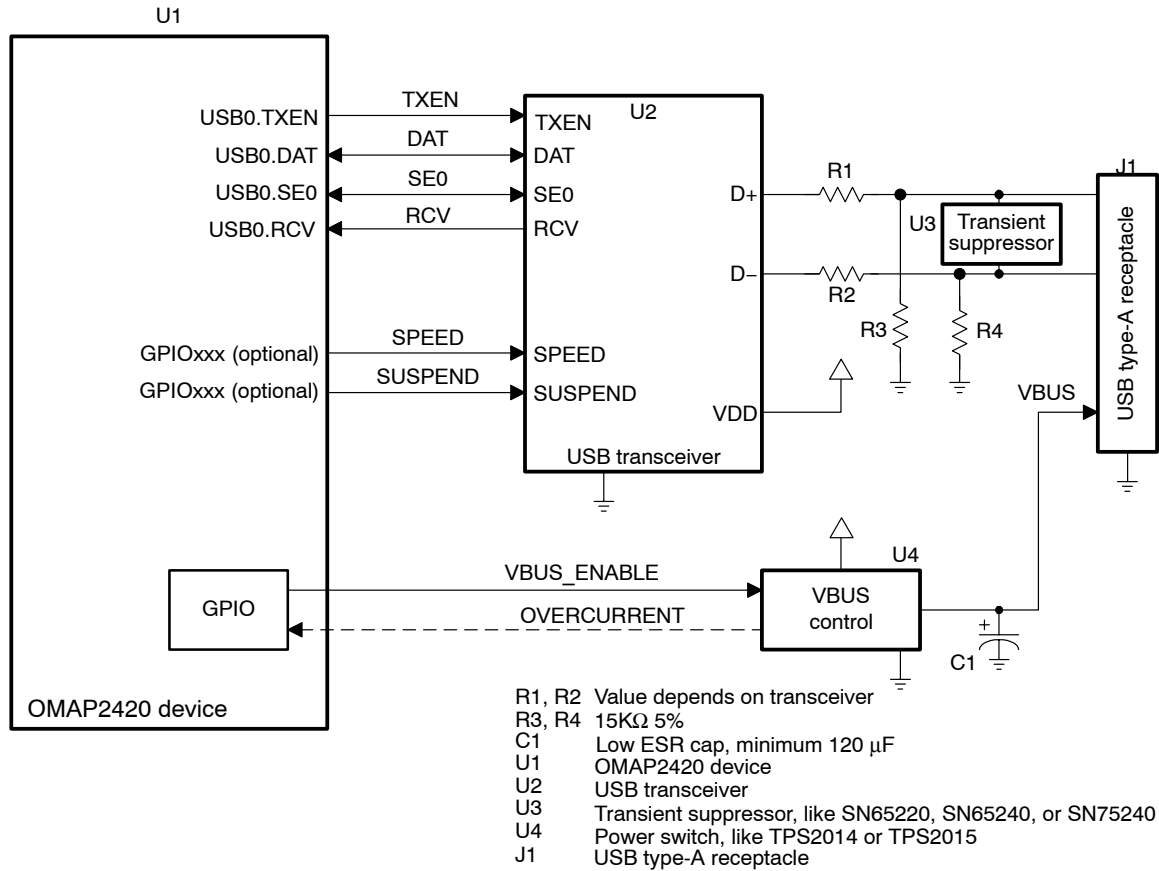 U1
USB0.TXEN
USB0.DAT
USB0.SE0
USB0.RCV
GPIOxxx (optional)
GPIOxxx (optional)
GPIO
OMAP2420 device
TXEN
DAT
SE0
RCV
SPEED
SUSPEND
VBUS_ENABLE
OVERCURRENT
U2
TXEN
DAT
SE0
RCV
SPEED
SUSPEND
D+
D−
VDD
USB transceiver
R1
R2
R3
R4
U3
Transient
suppressor
J1
USB type-A receptacle
VBUS
U4
VBUS
control
+
C1
R1, R2 Value depends on transceiver
R3, R4 15KΩ 5%
C1 Low ESR cap, minimum 120 μF
U1 OMAP2420 device
U2 USB transceiver
U3 Transient suppressor, like SN65220, SN65240, or SN75240
U4 Power switch, like TPS2014 or TPS2015
J1 USB type-A receptacle